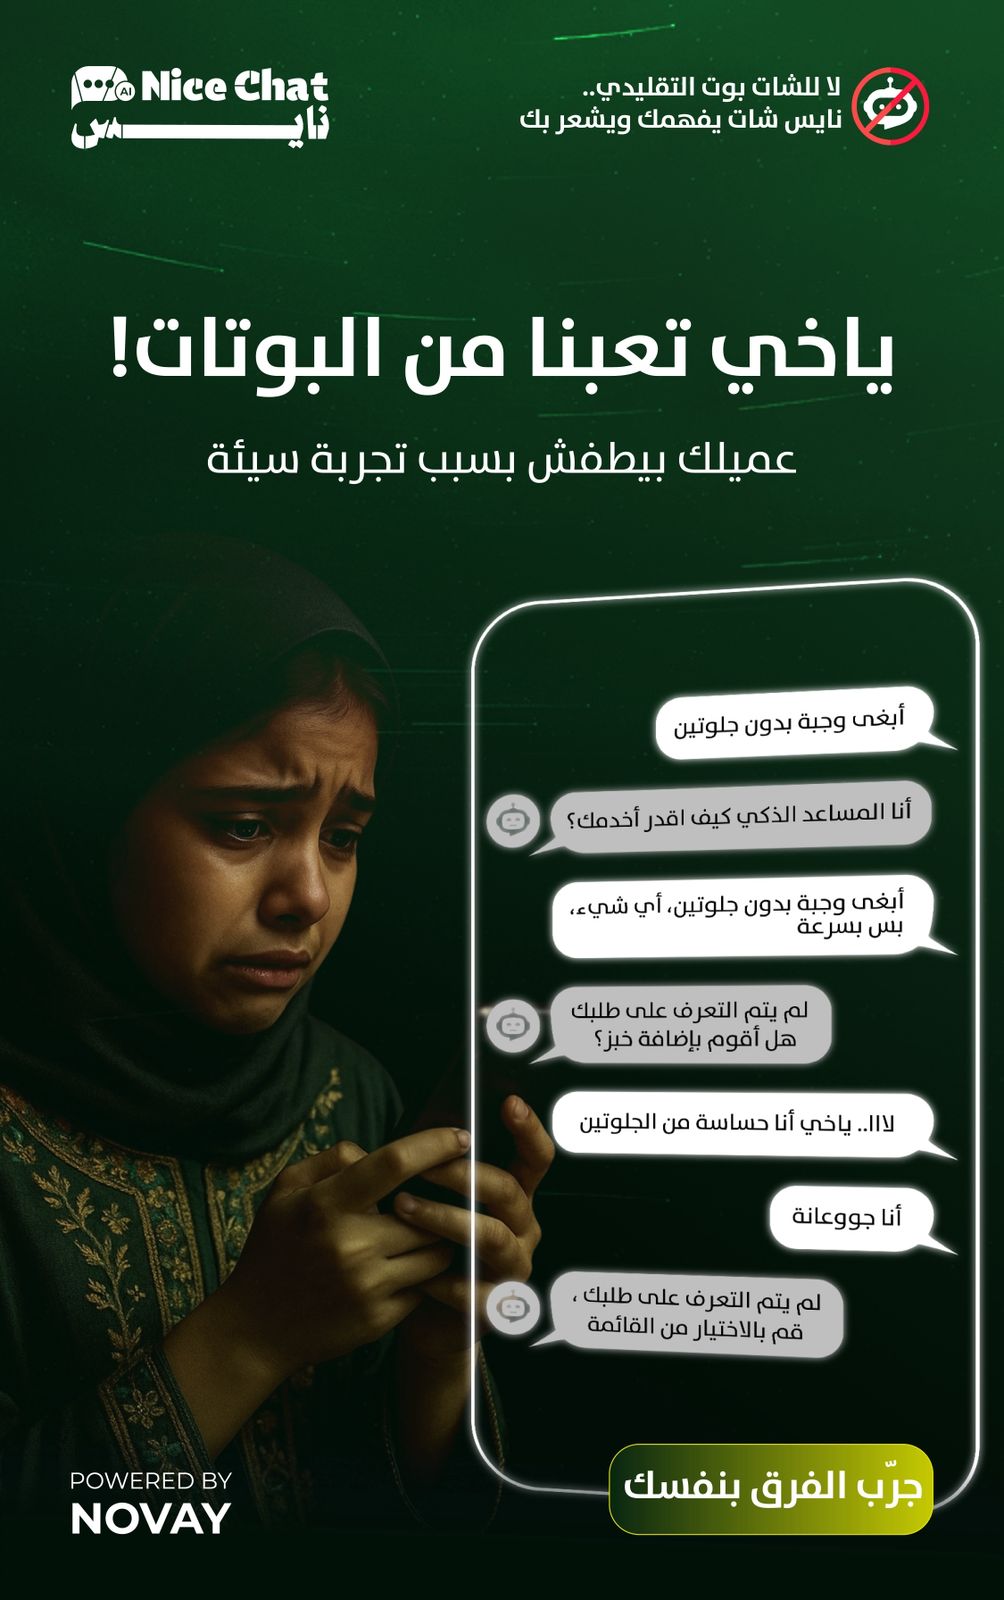 Nice Chat
AI
نايس
لا للشات بوت التقليدي..
نايس شات يفهمك ويشعر بك
ياخي تعبنا من البوتات!
عميلك بيطفش بسبب تجربة سيئة
أبغى وجبة بدون جلوتين
أنا المساعد الذكي كيف اقدر أخدمك؟
أبغى وجبة بدون جلوتين، أي شيء،
بس بسرعة
لم يتم التعرف على طلبك
هل أقوم بإضافة خبز؟
لااا.. ياخي أنا حساسة من الجلوتين
أنا جووعانة
لم يتم التعرف على طلبك ،
قم بالاختيار من القائمة
جرّب الفرق بنفسك
POWERED BY
NOVAY